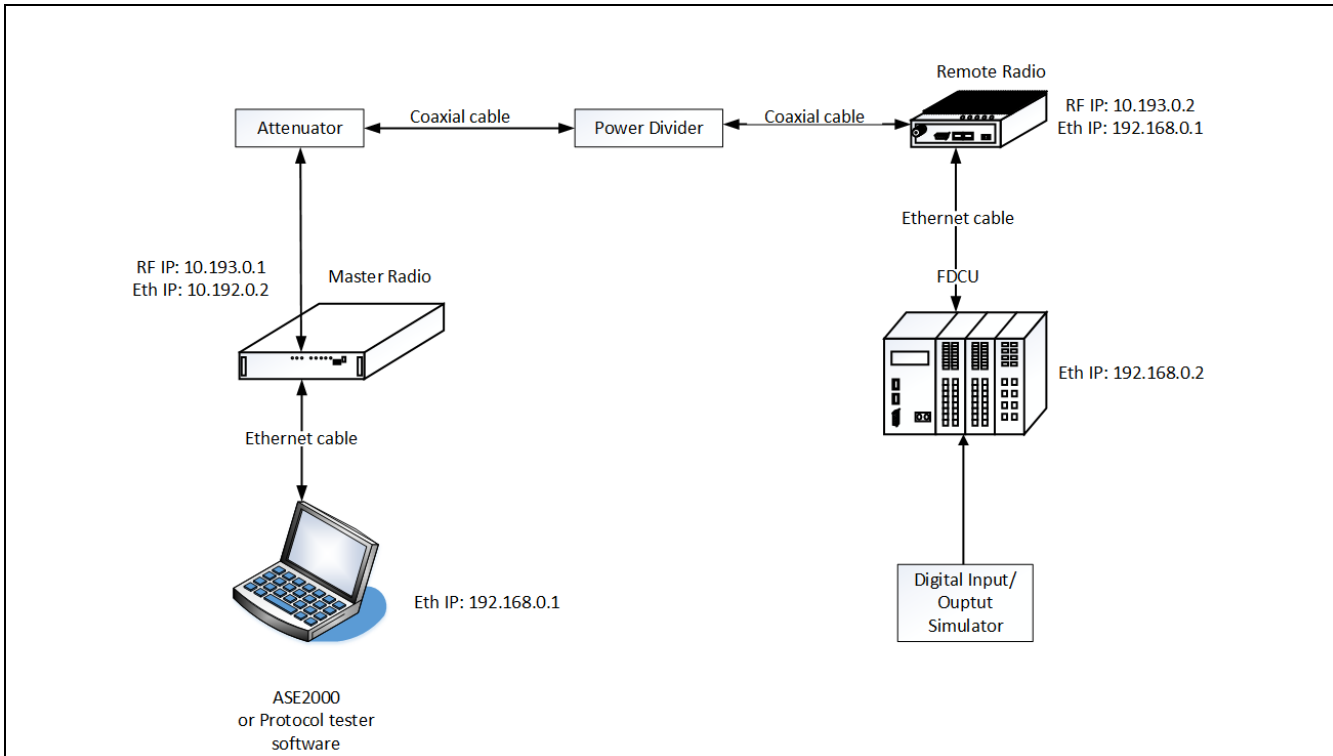 Remote Radio
RF IP: 10.193.0.2
Eth IP: 192.168.0.1
Attenuator
Coaxial cable
Power Divider
Coaxial cable
Ethernet cable
RF IP: 10.193.0.1
Eth IP: 10.192.0.2
Master Radio
FDCU
Eth IP: 192.168.0.2
Ethernet cable
Eth IP: 192.168.0.1
Digital Input/
Ouptut
Simulator
ASE2000
or Protocol tester
software